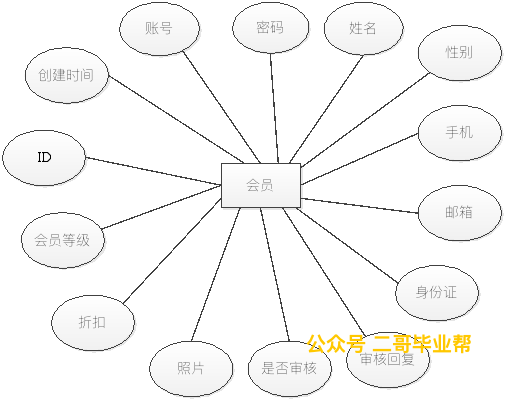 账号
密码
姓名
性别
创建时间
手机
ID
会员
会员等级
邮箱
身份证
折扣
公众号 二哥毕业帮
照片
是否审核
审核回复